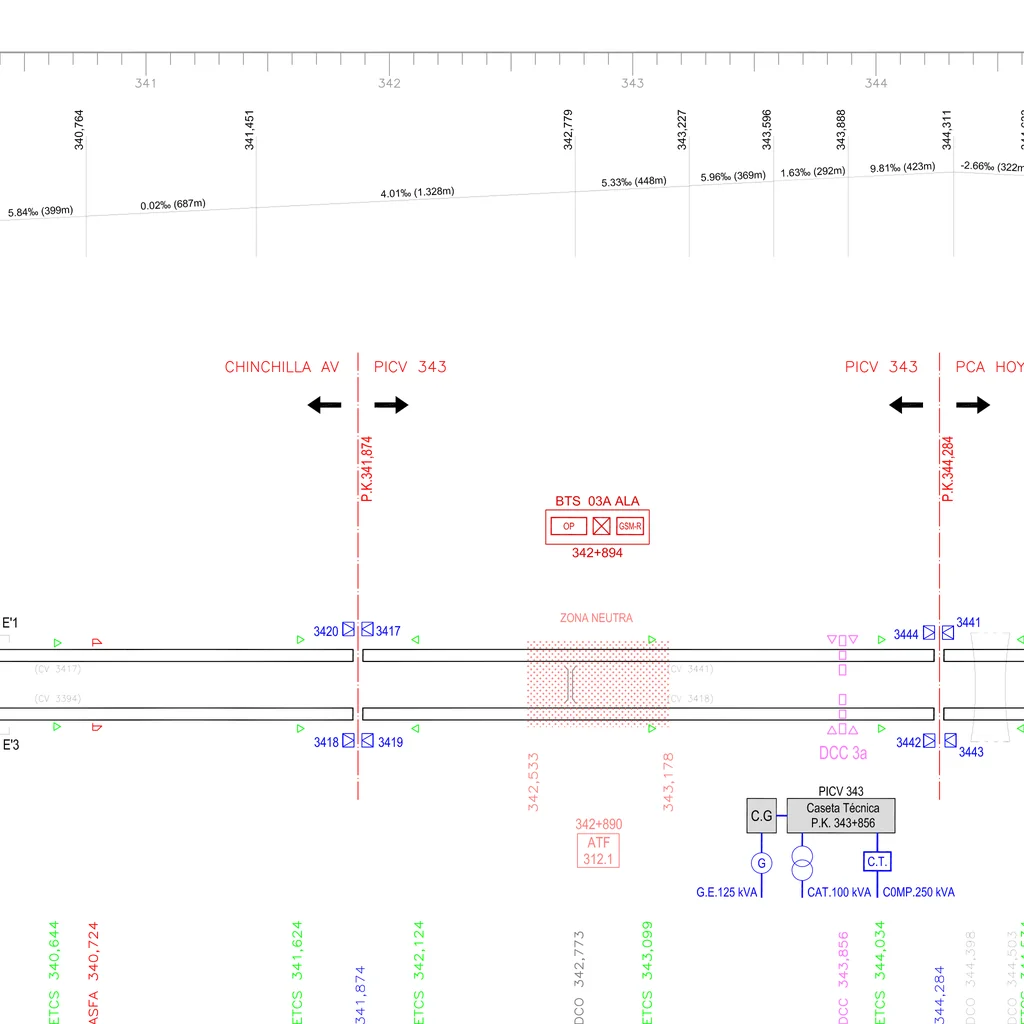 341
342
343
344
340,764
341,451
342,779
343,227
343,596
343,888
344,311
5.84‰ (399m)
0.02‰ (687m)
4.01‰ (1.328m)
5.33‰ (448m)
5.96‰ (369m)
1.63‰ (292m)
9.81‰ (423m)
-2.66‰ (322m
CHINCHILLA AV
PICV 343
PICV 343
PCA HOY
P.K.341,874
P.K.344,284
BTS 03A ALA
OP
GSM-R
342+894
ZONA NEUTRA
E'1
3420
3417
3444
3441
(CV 3417)
CV 3441)
(CV 3394)
CV 3418)
E'3
3418
3419
3442
3443
DCC 3a
342,533
343,178
342+890
ATF
312.1
PICV 343
C.G
Caseta Técnica
P.K. 343+856
G
C.T.
G.E.125 kVA
CAT.100 kVA
C0MP.250 kVA
ETCS 340,644
ASFA 340,724
ETCS 341,624
341,874
ETCS 342,124
DCO 342,773
ETCS 343,099
DCC 343,856
ETCS 344,034
344,284
DCO 344,398
DCO 344,503